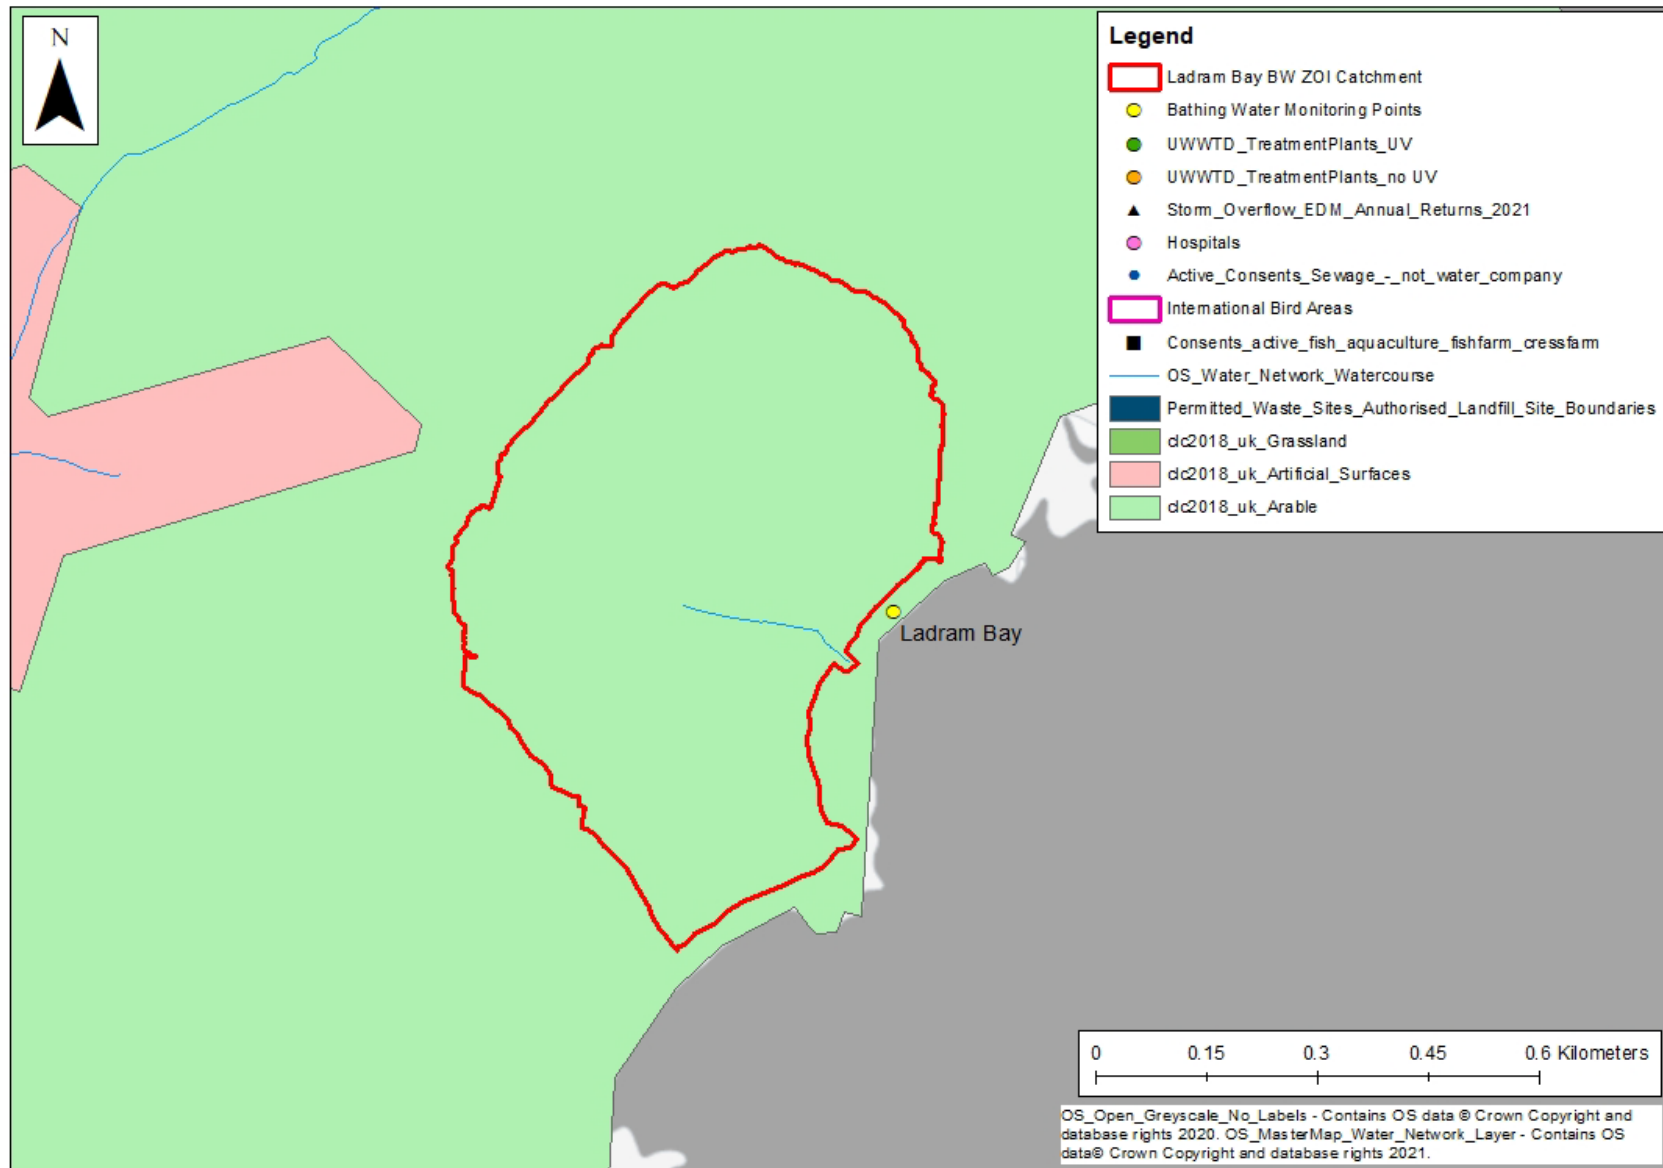 N
Legend
Ladram Bay BW ZOI Catchment
Bathing Water Monitoring Points
UWWTD_TreatmentPlants_UV
UWWTD_TreatmentPlants_no UV
Storm_Overflow_EDM_Annual_Returns_2021
Hospitals
Active_Consents_Sewage_-_not_water_company
International Bird Areas
Consents_active_fish_aquaculture_fishfarm_cressfarm
OS_Water_Network_Watercourse
Permitted_Waste_Sites_Authorised_Landfill_Site_Boundaries
clc2018_uk_Grassland
clc2018_uk_Artificial_Surfaces
clc2018_uk_Arable
Ladram Bay
0 0.15 0.3 0.45 0.6 Kilometers
OS_Open_Greyscale_No_Labels - Contains OS data © Crown Copyright and
database rights 2020. OS_MasterMap_Water_Network_Layer - Contains OS
data© Crown Copyright and database rights 2021.